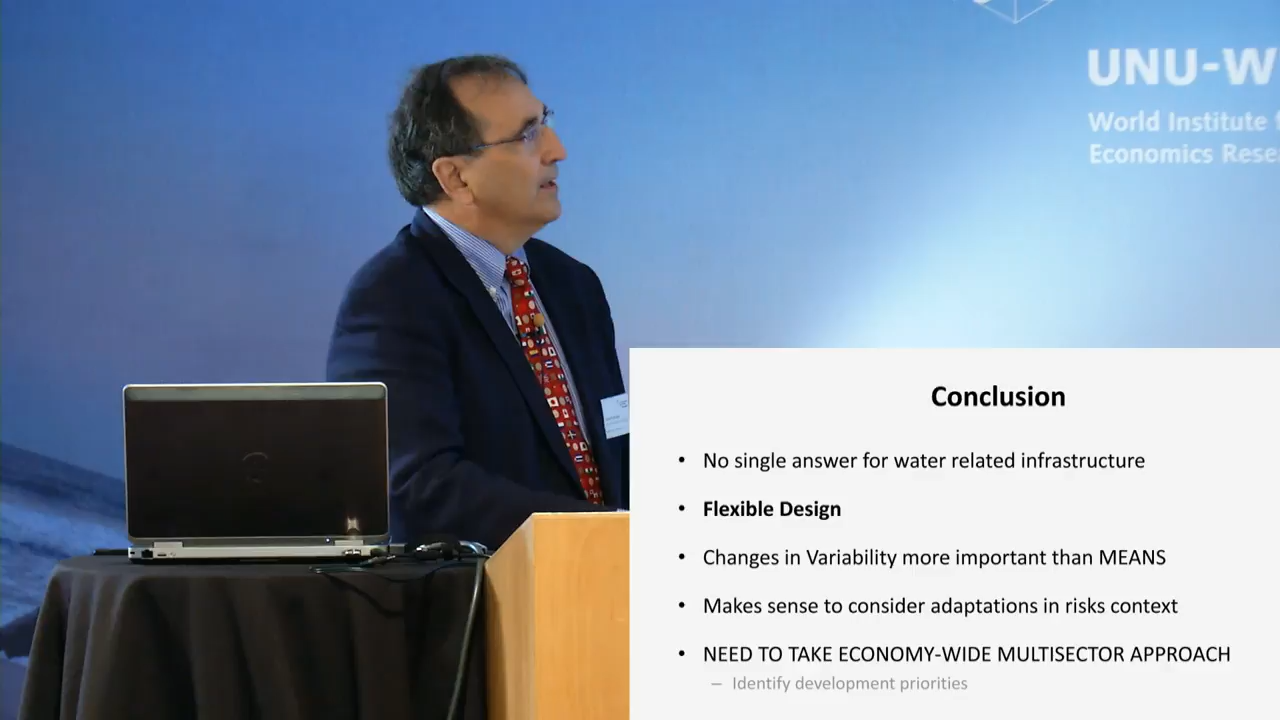 UNU-W
World Institute
Economics Rese
Conclusion
• No single answer for water related infrastructure
• Flexible Design
• Changes in Variability more important than MEANS
• Makes sense to consider adaptations in risks context
• NEED TO TAKE ECONOMY-WIDE MULTISECTOR APPROACH
– Identify development priorities